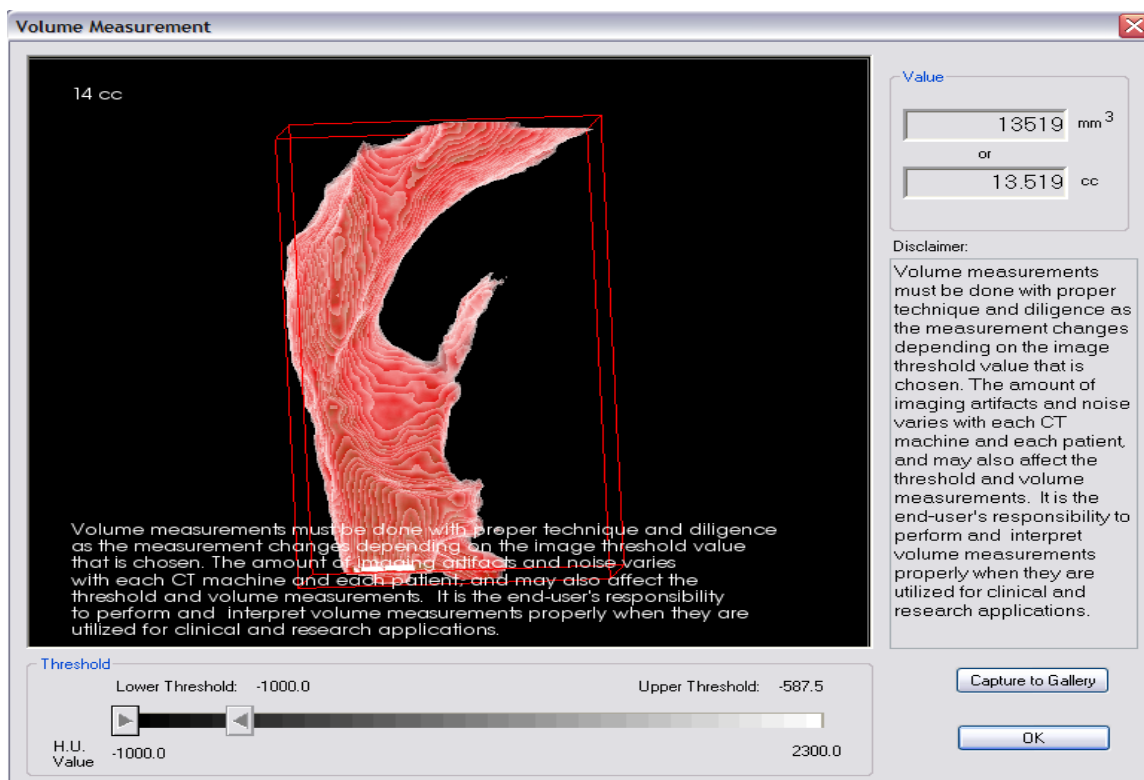 Volume Measurement
14 cc
Volume measurements must be done with proper technique and diligence
as the measurement changes depending on the image threshold value
that is chosen. The amount of imaging artifacts and noise varies
with each CT machine and each patient, and may also affect the
threshold and volume measurements.  It is the end-user's responsibility
to perform and  interpret volume measurements properly when they are
utilized for clinical and research applications.
Value
13519 mm³
or
13.519 cc
Disclaimer:
Volume measurements
must be done with proper
technique and diligence as
the measurement changes
depending on the image
threshold value that is
chosen. The amount of
imaging artifacts and noise
varies with each CT
machine and each patient,
and may also affect the
threshold and volume
measurements.  It is the
end-user's responsibility to
perform and  interpret
volume measurements
properly when they are
utilized for clinical and
research applications.
Threshold
Lower Threshold: -1000.0 Upper Threshold: -587.5
H.U.
Value -1000.0 2300.0
Capture to Gallery
OK